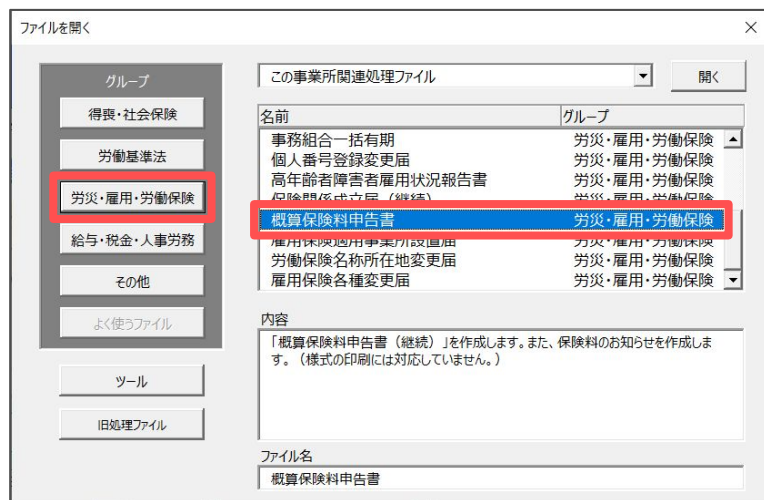 ファイルを開く
グループ
得喪・社会保険
労働基準法
労災・雇用・労働保険
給与・税金・人事労務
その他
よく使うファイル
ツール
旧処理ファイル
この事業所関連処理ファイル
開く
名前 グループ
事務組合一括有期 労災・雇用・労働保険
個人番号登録変更届 労災・雇用・労働保険
高年齢者障害者雇用状況報告書 労災・雇用・労働保険
保険関係成立届（継続） 労災・雇用・労働保険
概算保険料申告書 労災・雇用・労働保険
雇用保険適用事業所設置届 労災・雇用・労働保険
労働保険名称所在地変更届 労災・雇用・労働保険
雇用保険各種変更届 労災・雇用・労働保険
内容
「概算保険料申告書（継続）」を作成します。また、保険料のお知らせを作成しま
す。（様式の印刷には対応していません。）
ファイル名
概算保険料申告書